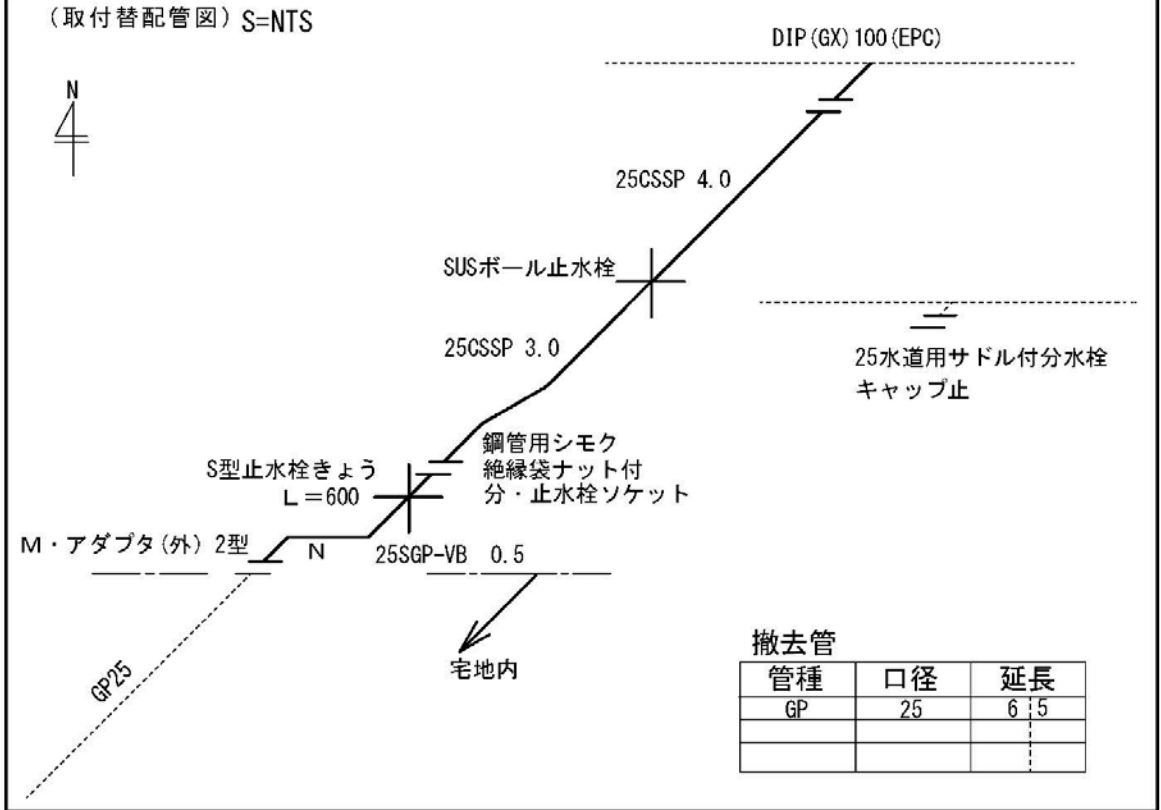 (取付替配管図) S=NTS
N
DIP(GX)100(EPC)
25CSSP 4.0
SUSボール止水栓
25CSSP 3.0
25水道用サドル付分水栓
キャップ止
鋼管用シモク
絶縁袋ナット付
分・止水栓ソケット
S型止水栓きょう
L=600
M・アダプタ(外) 2型
N
25SGP-VB 0.5
宅地内
GP25
撤去管
管種 口径 延長
GP 25 6 5